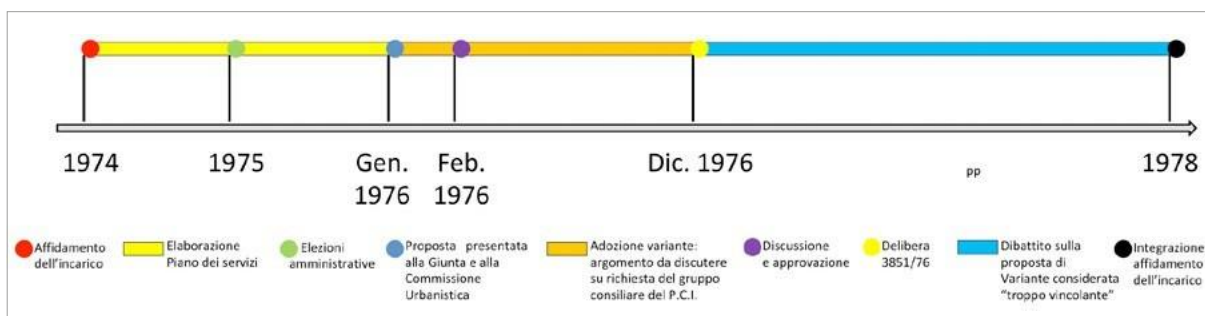 1974
1975
Gen.
1976
Feb.
1976
Dic. 1976
pp
1978
Affidamento
dell'incarico
Elaborazione
Piano dei servizi
Elezioni
amministrative
Proposta presentata
alla Giunta e alla
Commissione
Urbanistica
Adozione variante:
argomento da discutere
su richiesta del gruppo
consiliare del P.C.I.
Discussione
e approvazione
Delibera
3851/76
Dibattito sulla
proposta di
Variante considerata
"troppo vincolante"
Integrazione
affidamento
dell'incarico